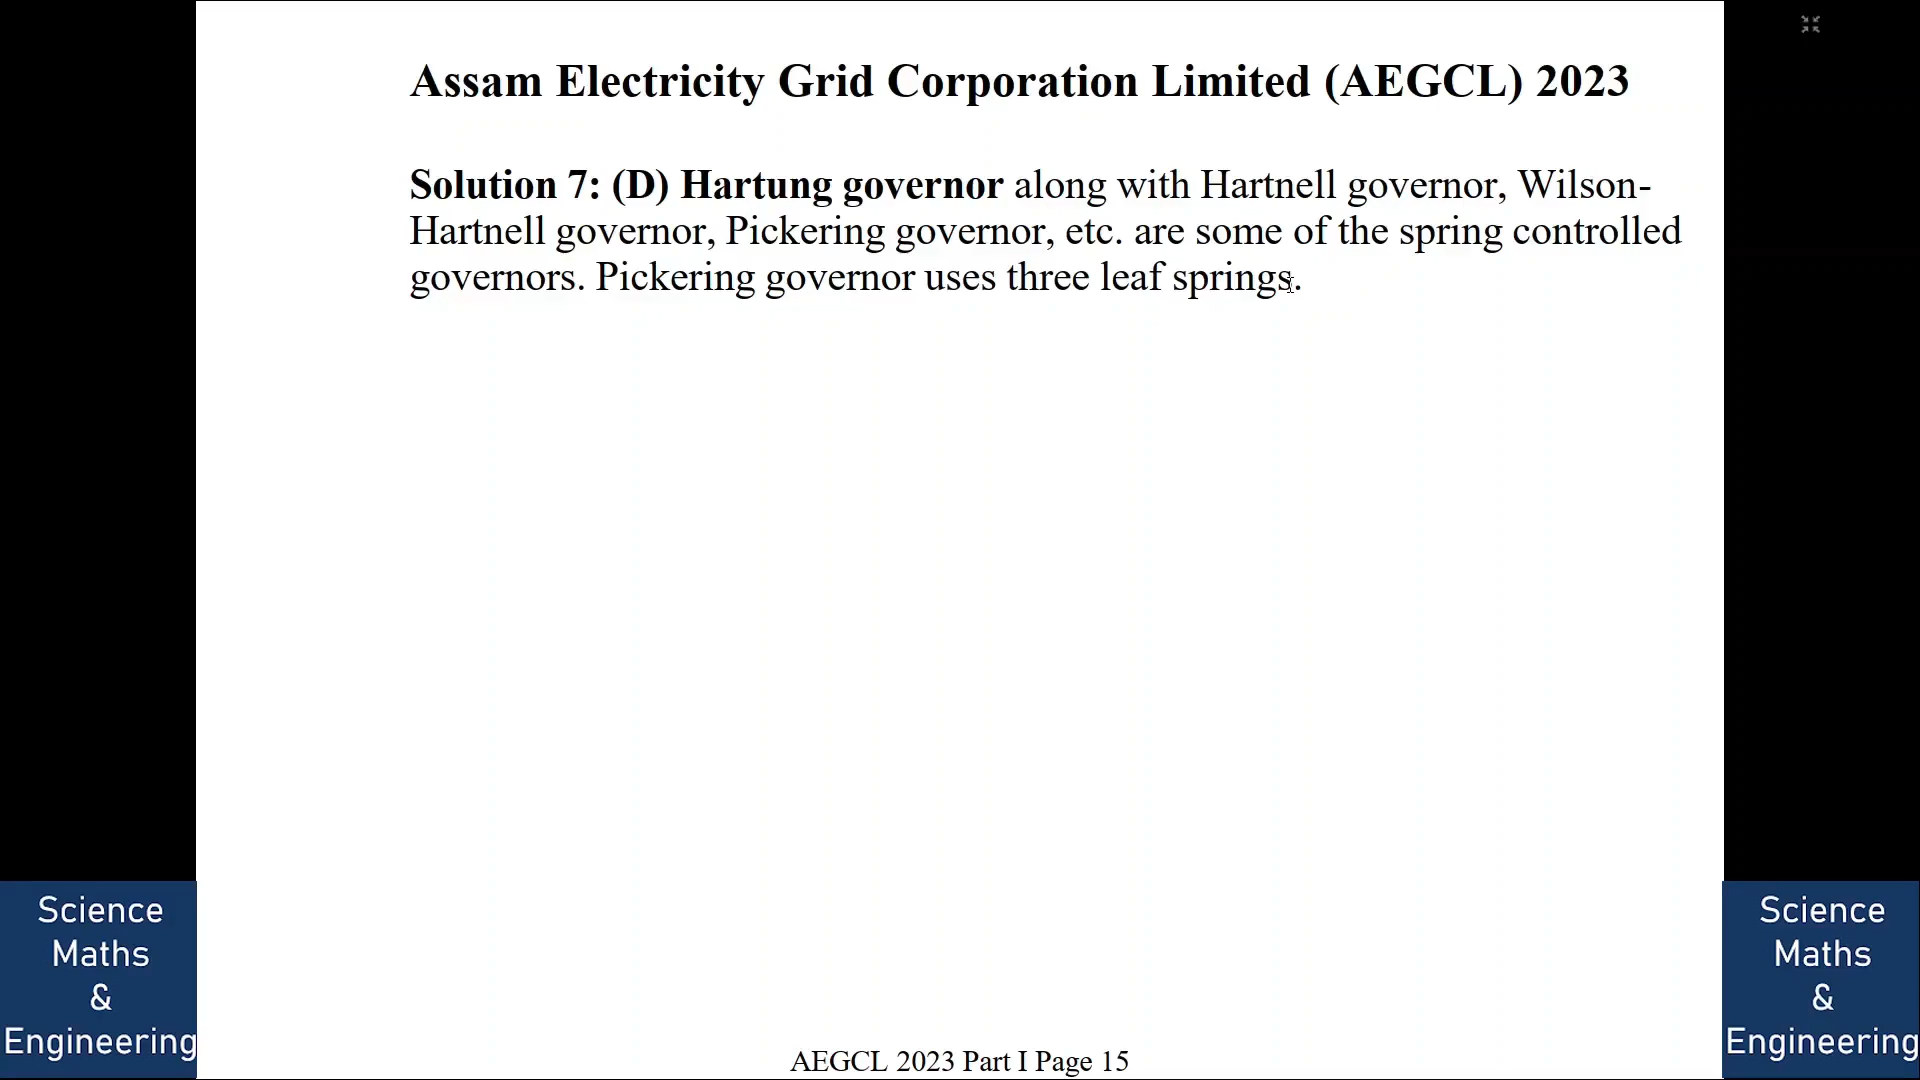 Assam Electricity Grid Corporation Limited (AEGCL) 2023
Solution 7: (D) Hartung governor along with Hartnell governor, Wilson-
Hartnell governor, Pickering governor, etc. are some of the spring controlled
governors. Pickering governor uses three leaf springs.
Science
Maths
&
Engineering
Science
Maths
&
Engineering
AEGCL 2023 Part I Page 15